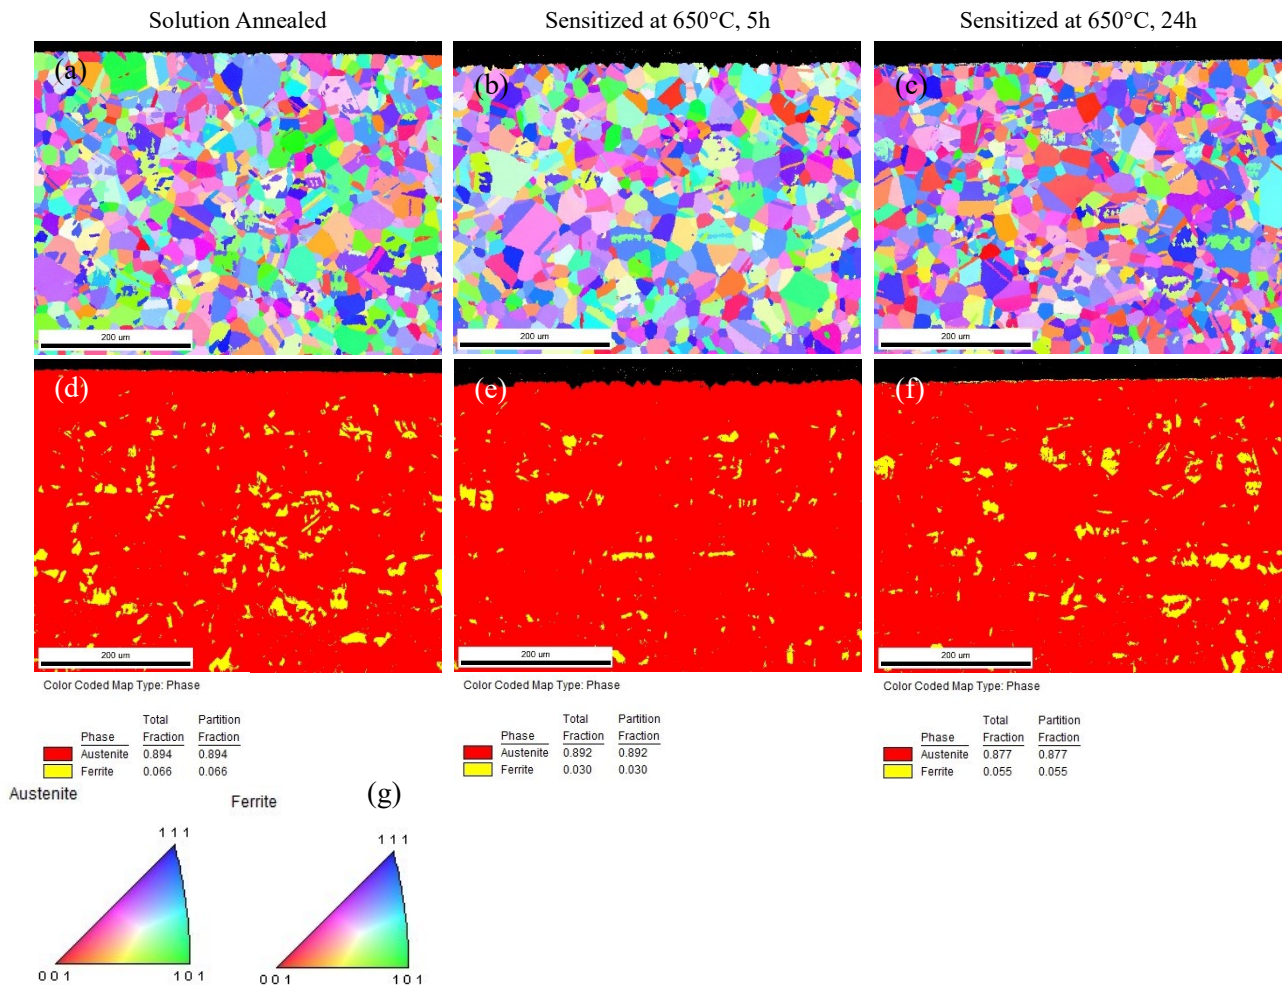 Solution Annealed
Sensitized at 650°C, 5h
Sensitized at 650°C, 24h
(a)
(b)
(c)
200 um
200 um
200 um
(d)
(e)
(f)
200 um
200 um
200 um
Color Coded Map Type: Phase
Total Partition
Phase Fraction Fraction
Austenite 0.894 0.894
Ferrite 0.066 0.066
Color Coded Map Type: Phase
Total Partition
Phase Fraction Fraction
Austenite 0.892 0.892
Ferrite 0.030 0.030
Color Coded Map Type: Phase
Total Partition
Phase Fraction Fraction
Austenite 0.877 0.877
Ferrite 0.055 0.055
Austenite
Ferrite
(g)
1 1 1
0 0 1
1 0 1
1 1 1
0 0 1
1 0 1